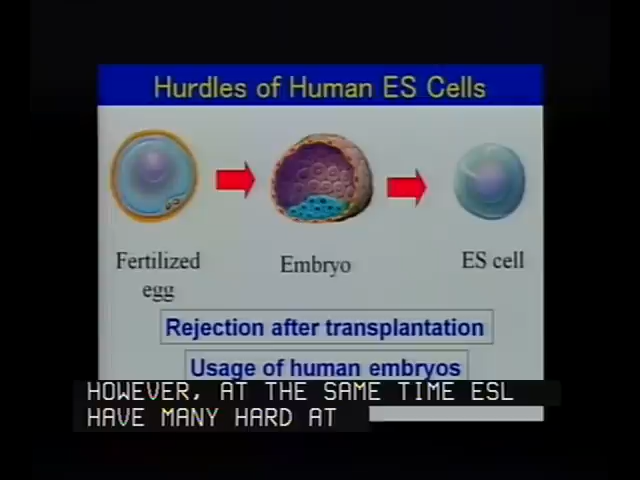 Hurdles of Human ES Cells
Fertilized
egg
Embryo
ES cell
Rejection after transplantation
Usage of human embryos
HOWEVER, AT THE SAME TIME ESL
HAVE MANY HARD AT